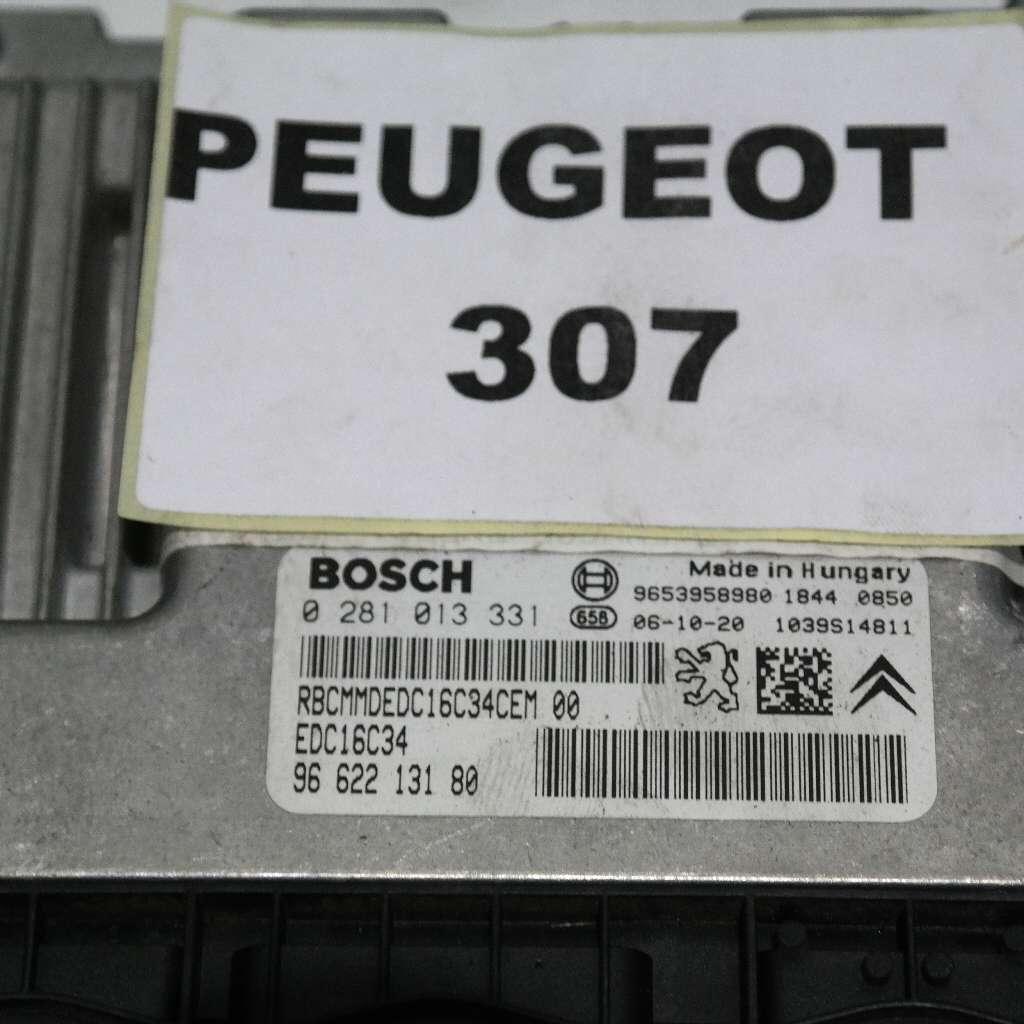 PEUGEOT
307
BOSCH
Made in Hungary
0 281 013 331
9653958980 1844 0850
658
06-10-20 1039S14811
RBCMMDEDC16C34CEM 00
EDC16C34
96 622 131 80